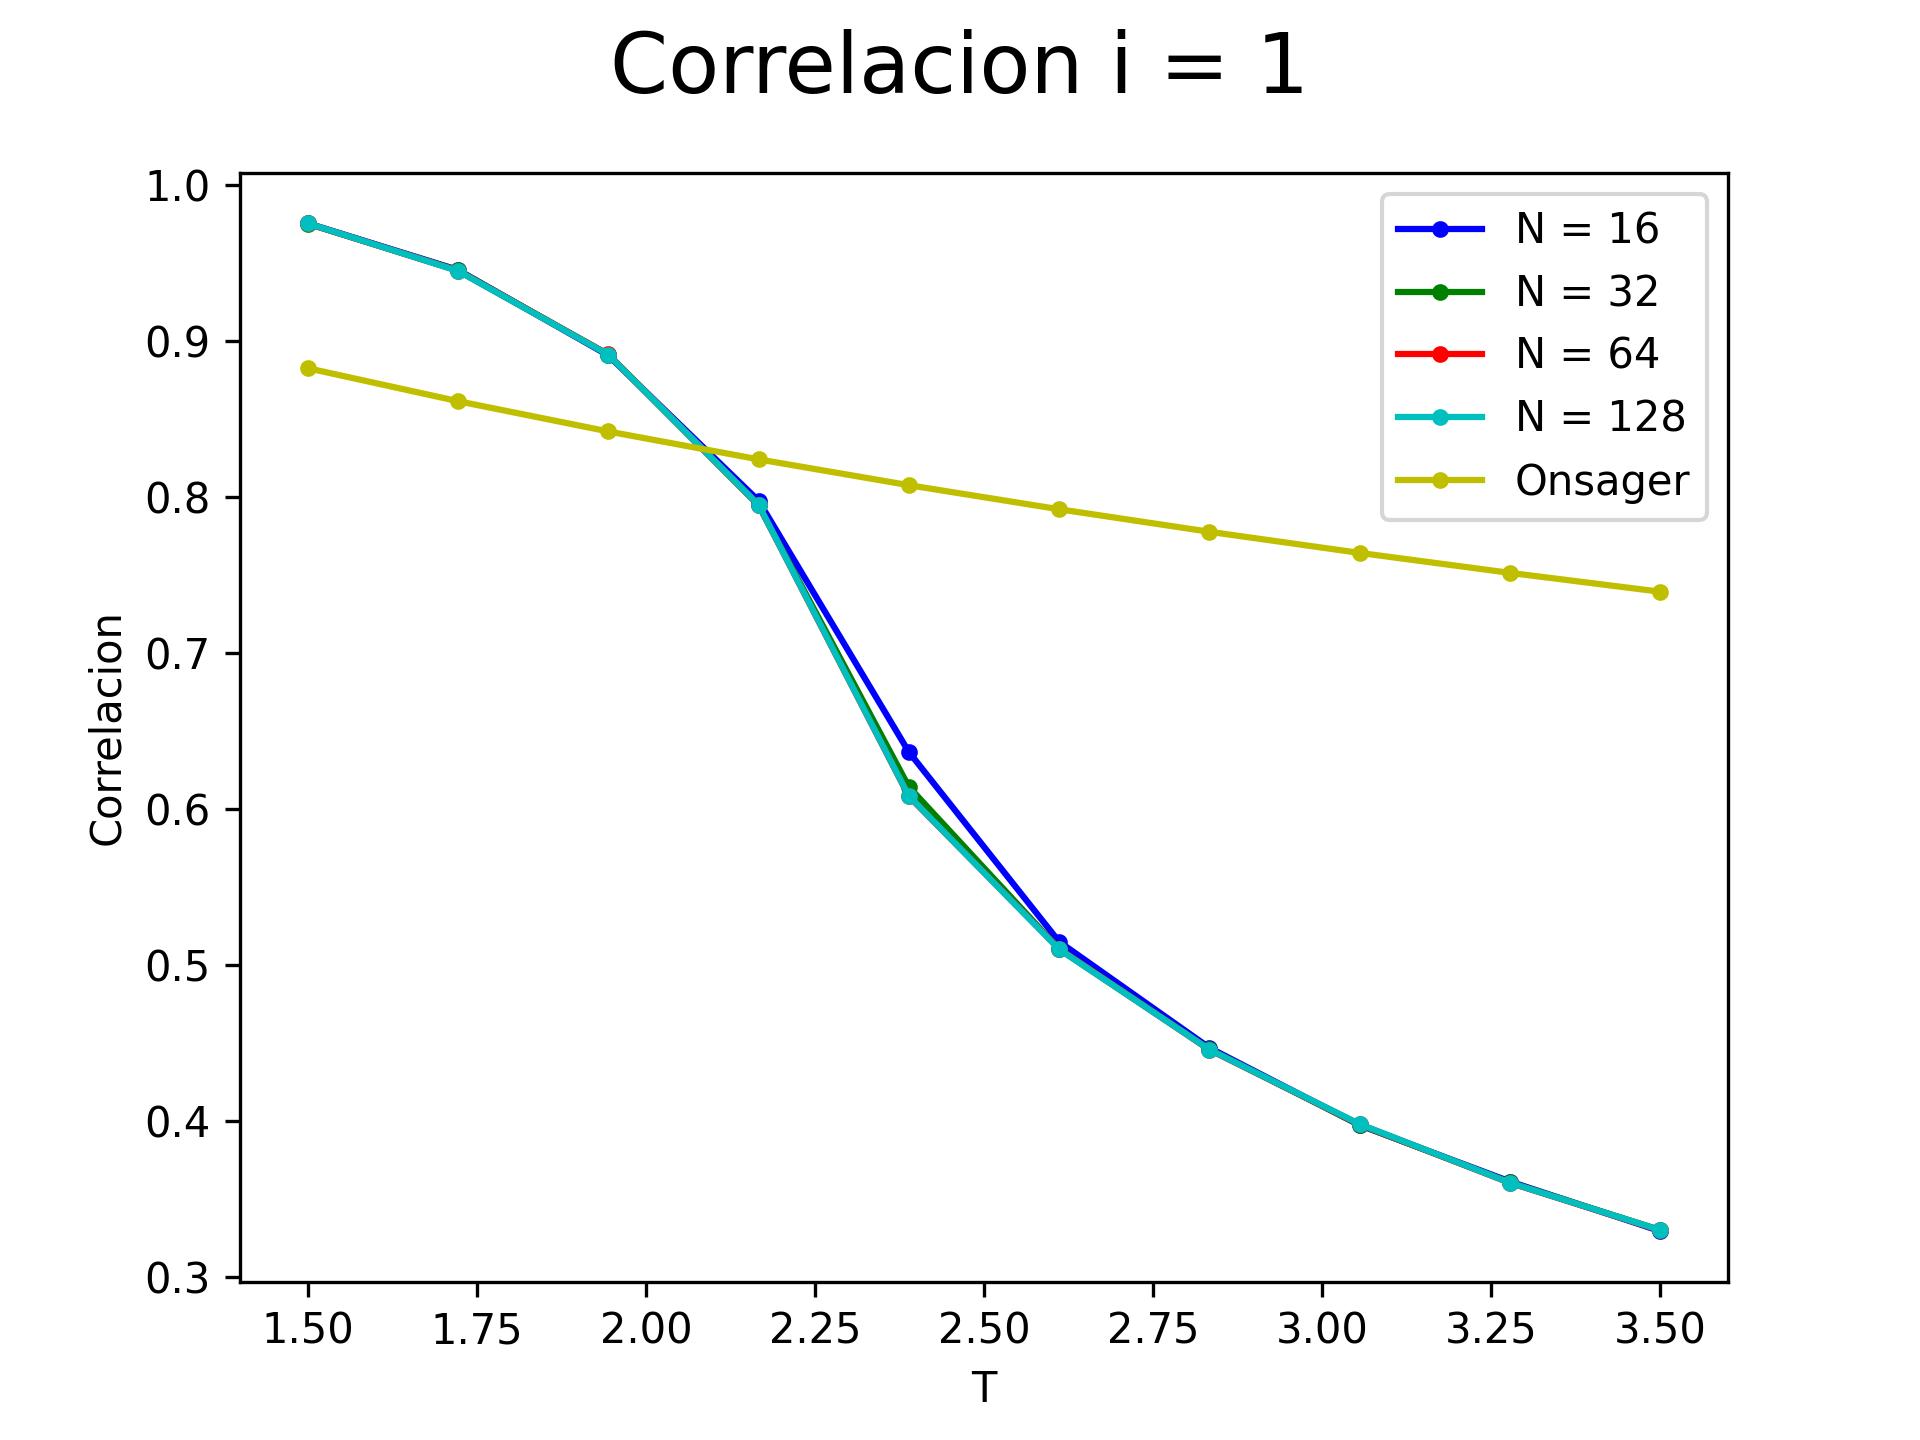 Correlacion i = 1
1.0
0.9
0.8
0.7
0.6
0.5
0.4
0.3
Correlacion
N = 16
N = 32
N = 64
N = 128
Onsager
1.50 1.75 2.00 2.25 2.50 2.75 3.00 3.25 3.50
T